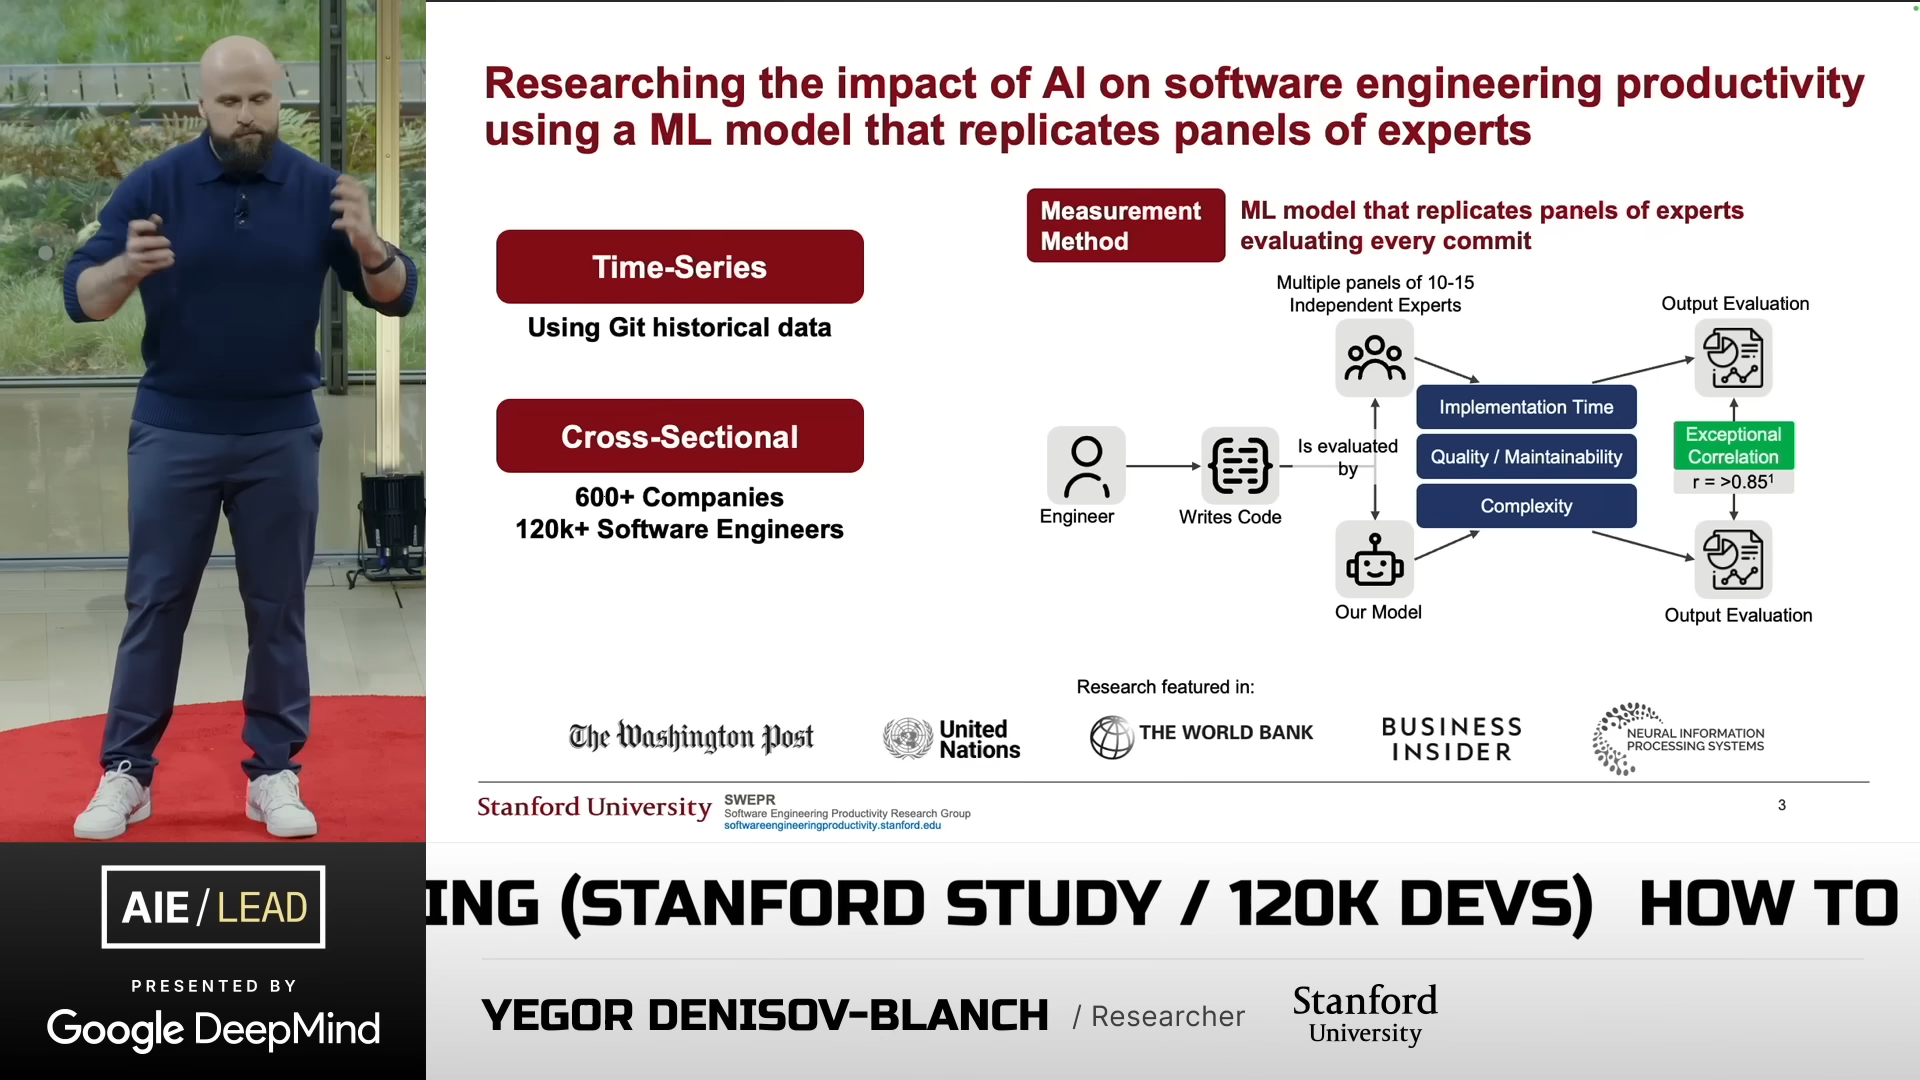 Researching the impact of AI on software engineering productivity
using a ML model that replicates panels of experts
Time-Series
Using Git historical data
Cross-Sectional
600+ Companies
120k+ Software Engineers
Measurement
Method
ML model that replicates panels of experts
evaluating every commit
Multiple panels of 10-15
Independent Experts
Output Evaluation
Implementation Time
Quality / Maintainability
Complexity
Exceptional
Correlation
r = >0.85¹
Is evaluated
by
Engineer
Writes Code
Our Model
Output Evaluation
Research featured in:
The Washington Post
United
Nations
THE WORLD BANK
BUSINESS
INSIDER
NEURAL INFORMATION
PROCESSING SYSTEMS
Stanford University
SWEPR
Software Engineering Productivity Research Group
softwareengineeringproductivity.stanford.edu
3
AIE/LEAD
PRESENTED BY
Google DeepMind
ING (STANFORD STUDY / 120K DEVS) HOW TO
YEGOR DENISOV-BLANCH / Researcher
Stanford
University